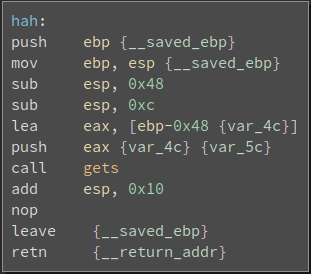 hah:
push    ebp {__saved_ebp}
mov     ebp, esp {__saved_ebp}
sub     esp, 0x48
sub     esp, 0xc
lea     eax, [ebp-0x48 {var_4c}]
push    eax {var_4c} {var_5c}
call    gets
add     esp, 0x10
nop
leave    {__saved_ebp}
retn     {__return_addr}